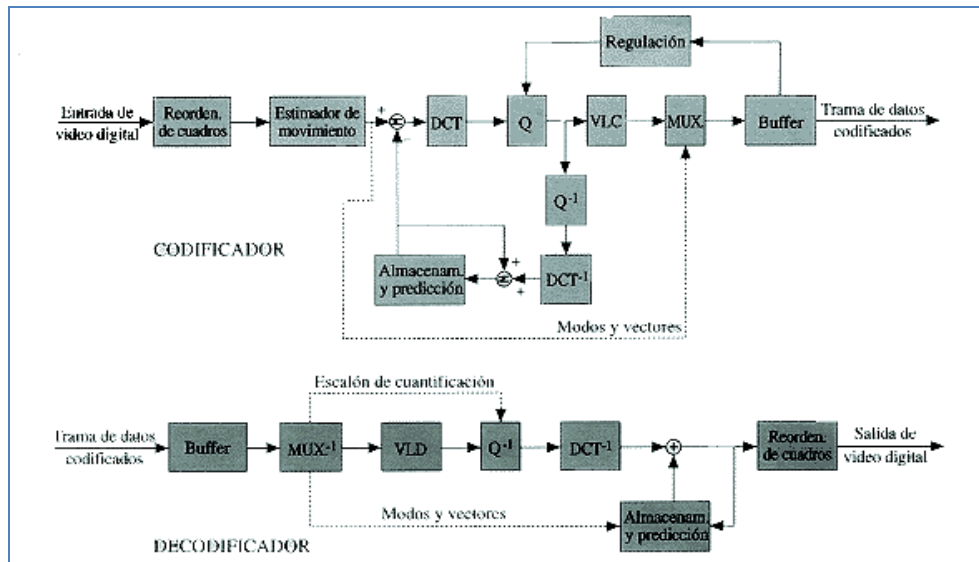 Regulación
Entrada de
video digital
Reorden.
de cuadros
Estimador de
movimiento
+
−
Σ
DCT
Q
VLC
MUX
Buffer
Trama de datos
codificados
Q-1
CODIFICADOR
Almacenam.
y predicción
+
Σ
+
DCT-1
Modos y vectores
Escalón de cuantificación
Trama de datos
codificados
Buffer
MUX-1
VLD
Q-1
DCT-1
+
Reorden.
de cuadros
Salida de
video digital
Modos y vectores
Almacenam.
y predicción
DECODIFICADOR